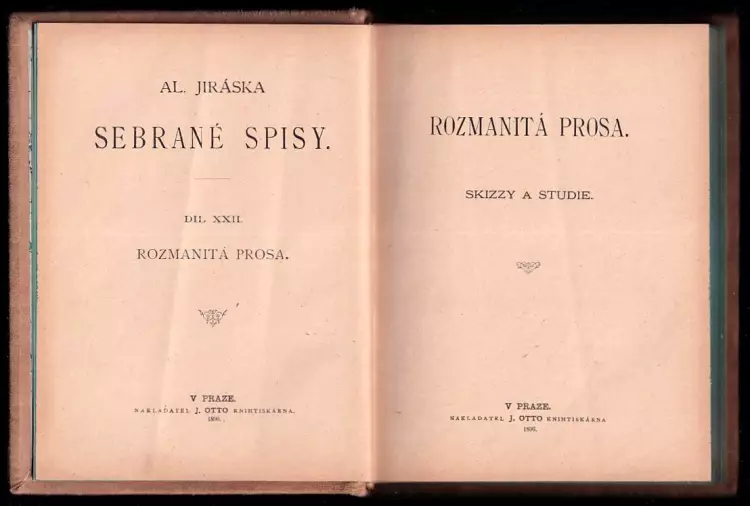 AL. JIRÁSKA
SEBRANÉ SPISY.
DÍL XXII.
ROZMANITÁ PROSA.
V PRAZE.
NAKLADATEL J. OTTO KNIHTISKÁRNA.
1896.
ROZMANITÁ PROSA.
SKIZZY A STUDIE.
V PRAZE.
NAKLADATEL J. OTTO KNIHTISKÁRNA
1896.